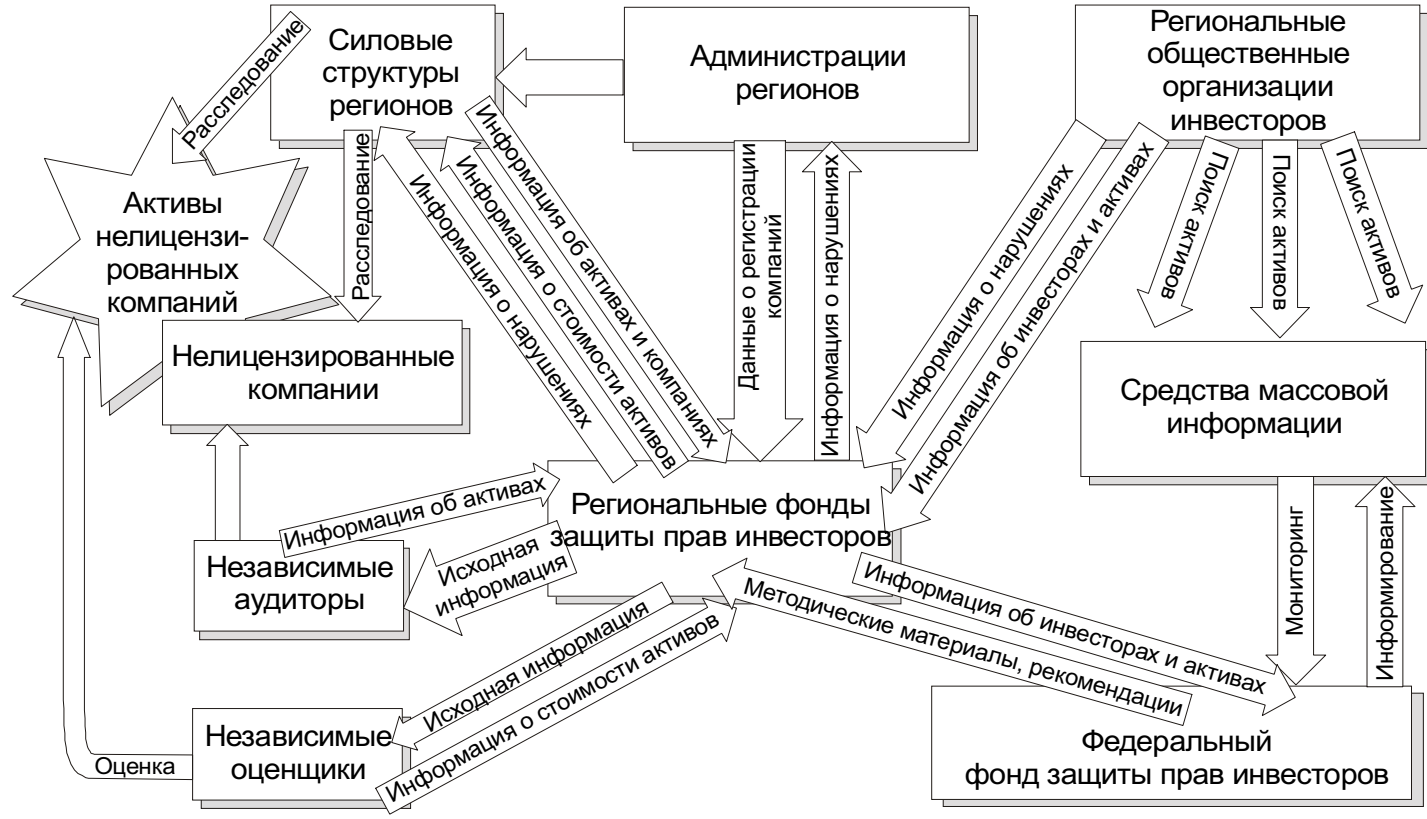 Силовые
структуры
регионов
Администрации
регионов
Региональные
общественные
организации
инвесторов
Расследование
Расследование
Информация о нарушениях
Информация о стоимости активов
Информация об активах и компаниях
Данные о регистрации
компаний
Информация о нарушениях
Информация о нарушениях
Информация об инвесторах и активах
Поиск активов
Поиск активов
Поиск активов
Активы
нелицензи-
рованных
компаний
Нелицензированные
компании
Средства массовой
информации
Информация об активах
Региональные фонды
защиты прав инвесторов
Исходная
информация
Независимые
аудиторы
Мониторинг
Информирование
Информация об инвесторах и активах
Методические материалы, рекомендации
Исходная информация
Информация о стоимости активов
Независимые
оценщики
Оценка
Федеральный
фонд защиты прав инвесторов